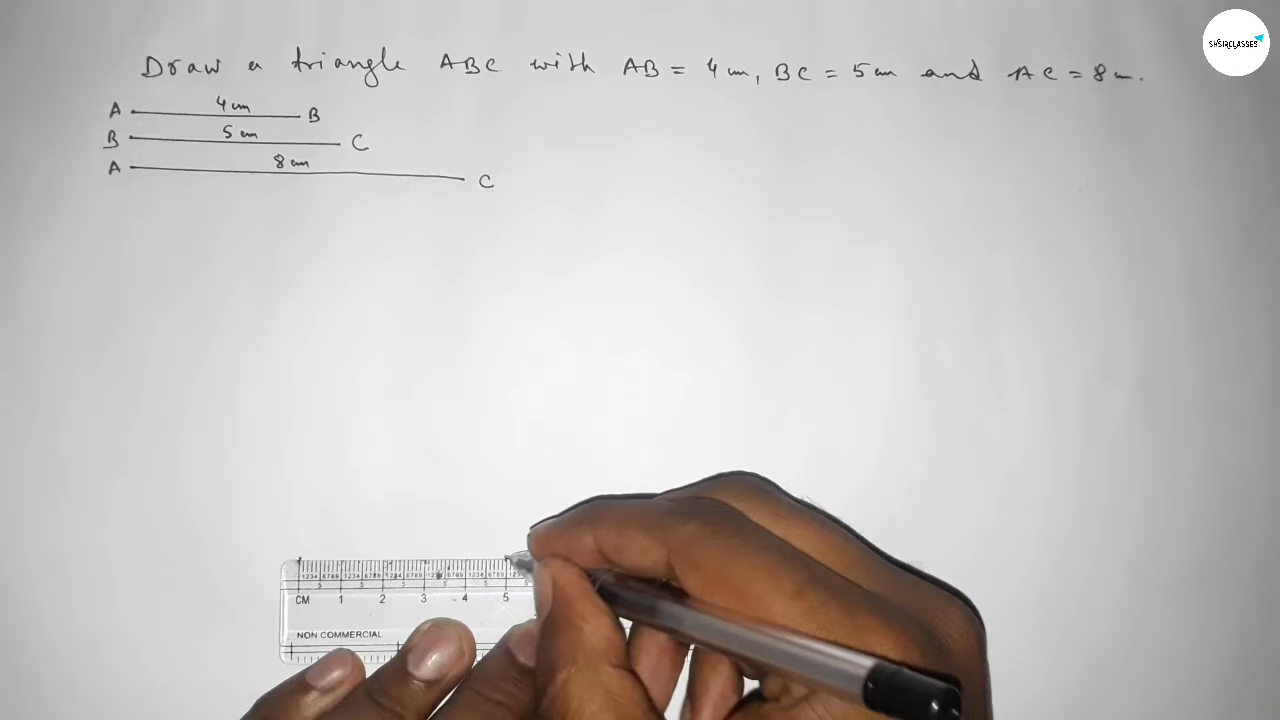 SHSIRCLASSES
Draw a triangle ABC with AB = 4 cm, BC = 5 cm and AC = 8 cm.
A 4 cm B
B 5 cm C
A 8 cm C
CM 1 2 3 4 5
NON COMMERCIAL